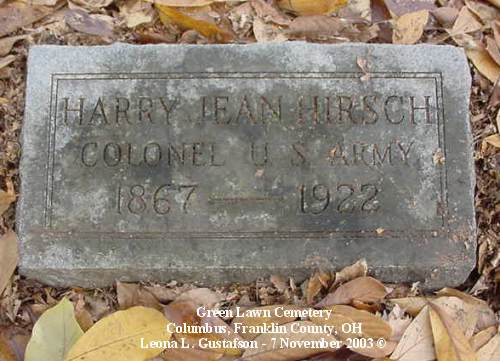 HARRY JEAN HIRSCH
COLONEL U. S. ARMY
1867 — 1922
Green Lawn Cemetery
Columbus, Franklin County, OH
Leona L. Gustafson - 7 November 2003 ©